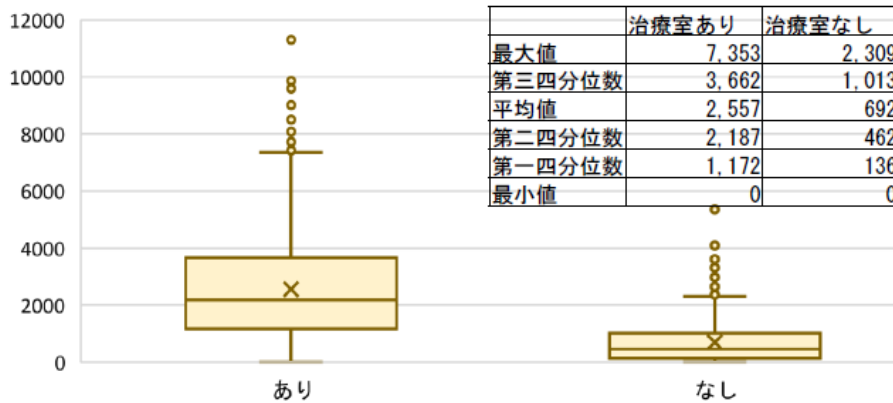 12000
10000
8000
6000
4000
2000
0
治療室あり 治療室なし
最大値 7,353 2,309
第三四分位数 3,662 1,013
平均値 2,557 692
第二四分位数 2,187 462
第一四分位数 1,172 136
最小値 0 0
あり なし